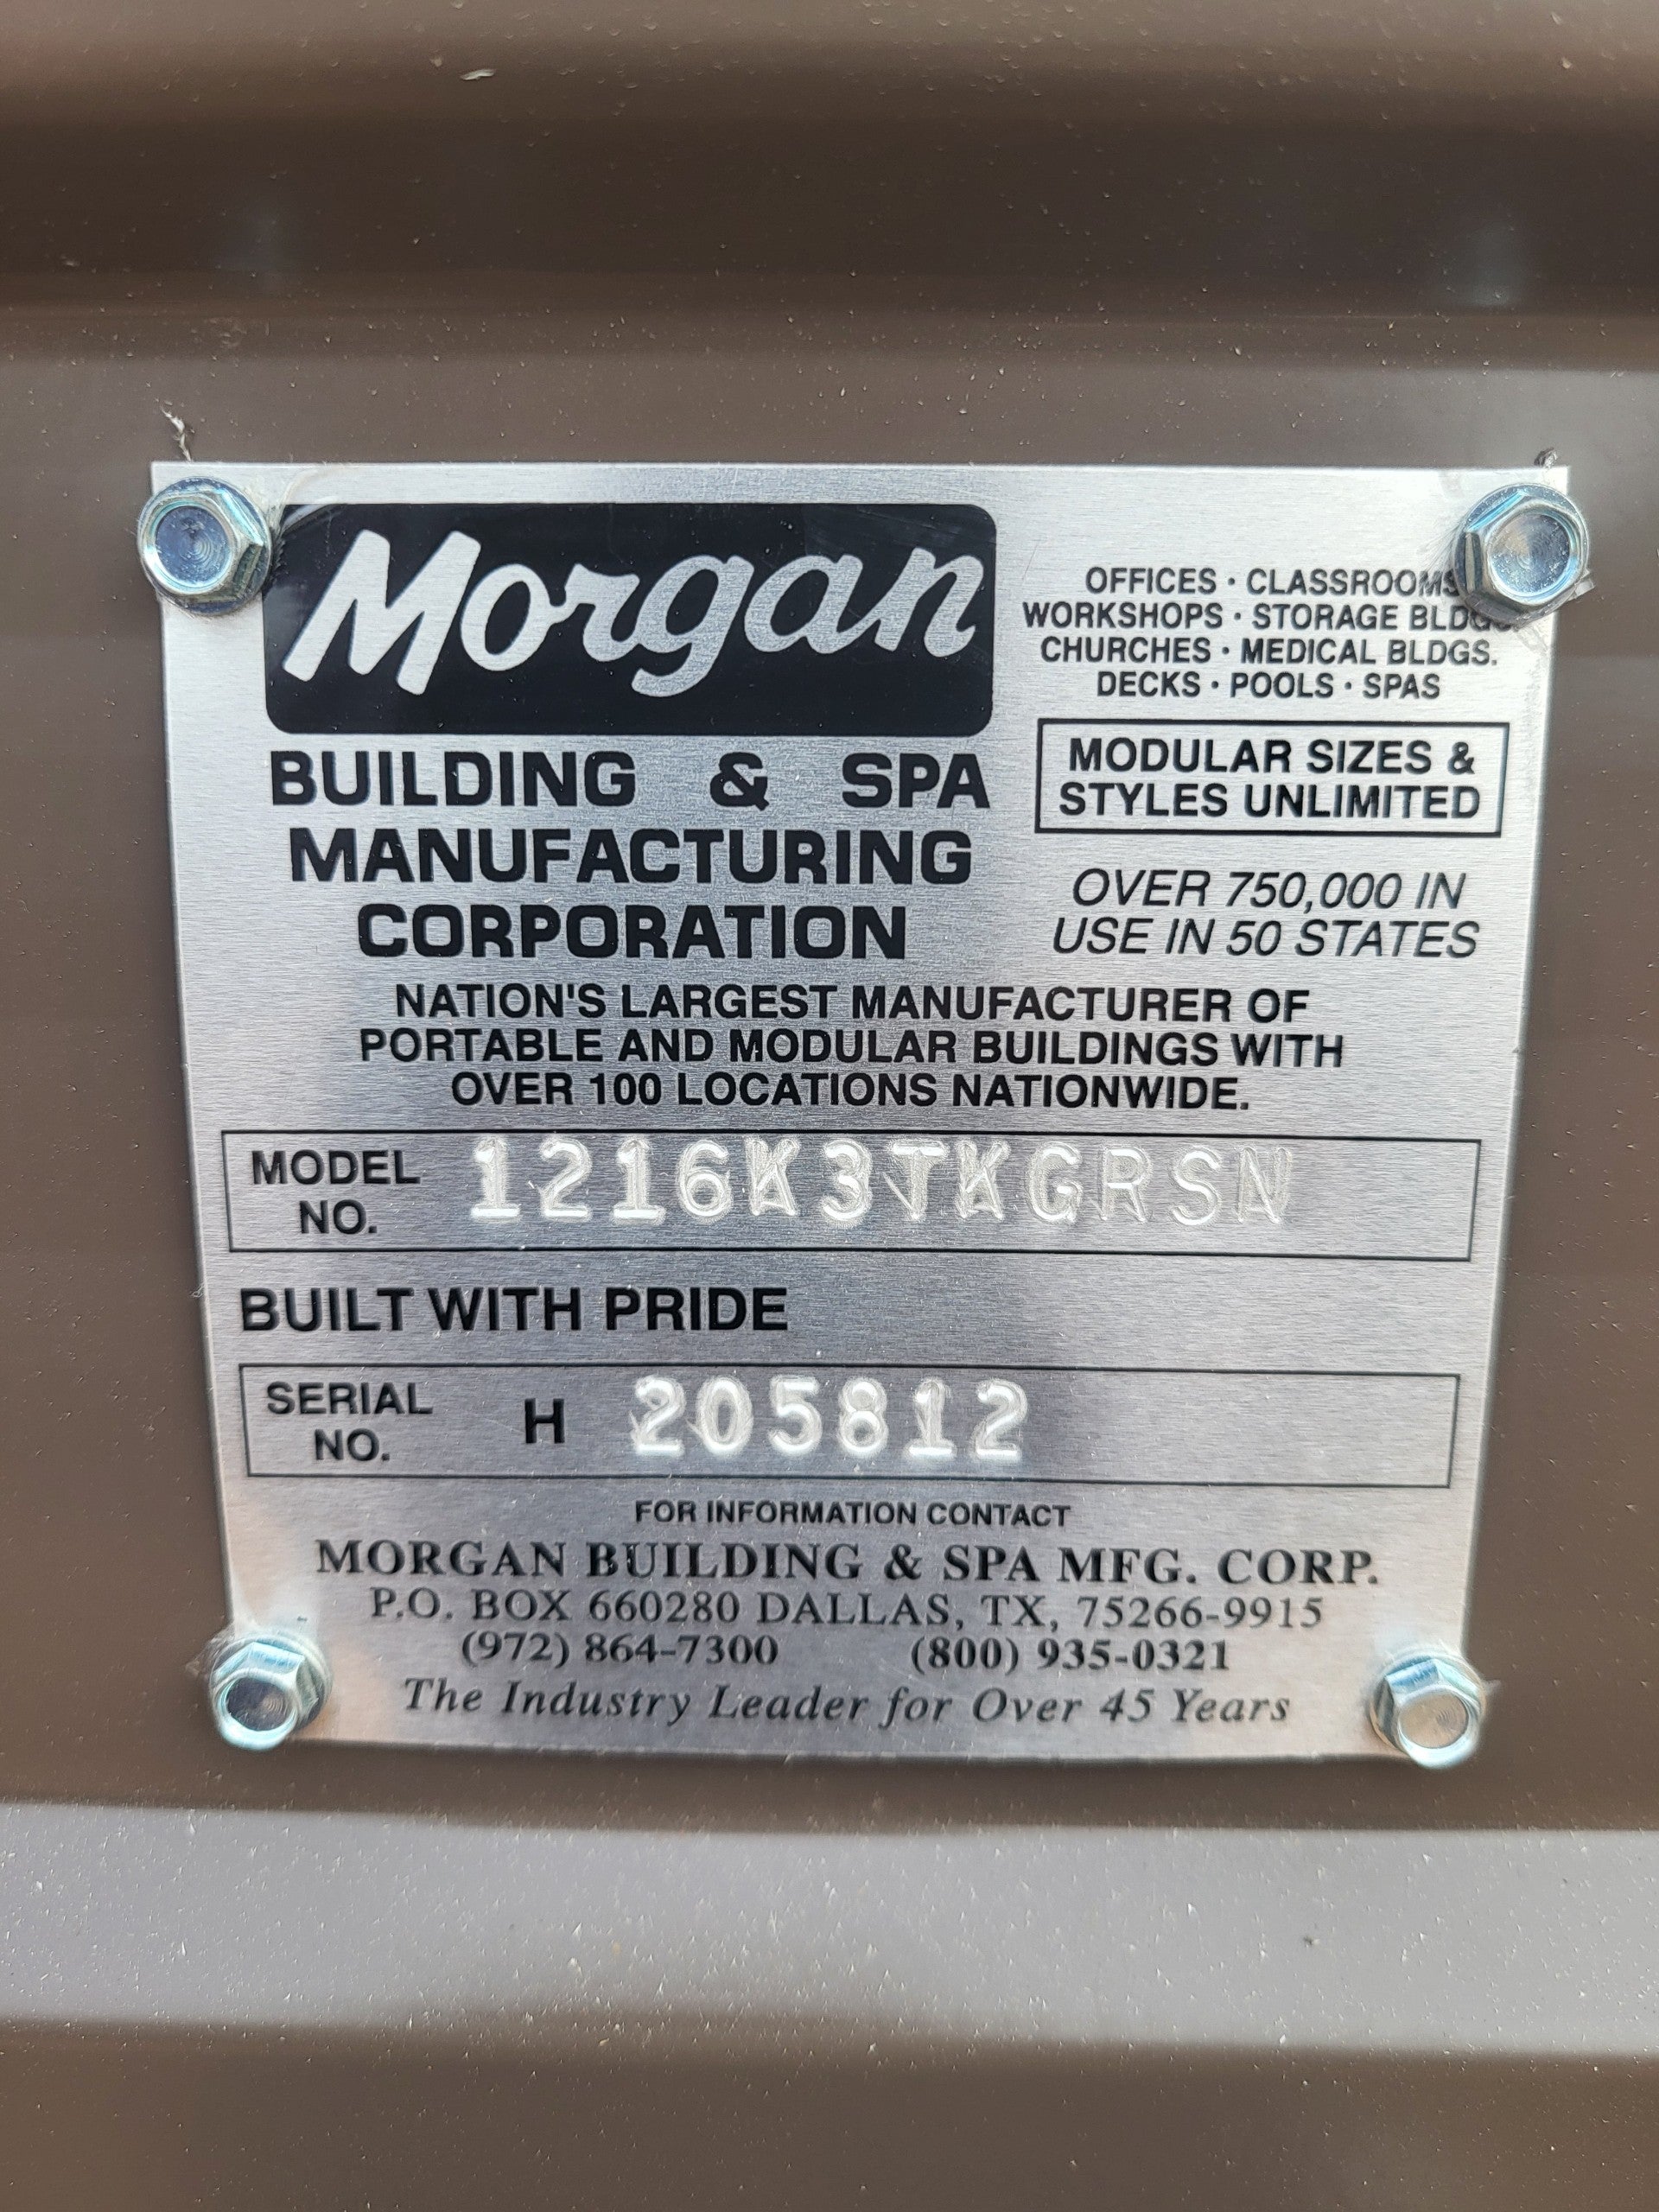 Morgan
BUILDING & SPA
MANUFACTURING
CORPORATION
OFFICES · CLASSROOMS
WORKSHOPS · STORAGE BLDGS.
CHURCHES · MEDICAL BLDGS.
DECKS · POOLS · SPAS
MODULAR SIZES &
STYLES UNLIMITED
OVER 750,000 IN
USE IN 50 STATES
NATION'S LARGEST MANUFACTURER OF
PORTABLE AND MODULAR BUILDINGS WITH
OVER 100 LOCATIONS NATIONWIDE.
MODEL NO. 1216K3TKGRSN
BUILT WITH PRIDE
SERIAL NO. H 205812
FOR INFORMATION CONTACT
MORGAN BUILDING & SPA MFG. CORP.
P.O. BOX 660280 DALLAS, TX, 75266-9915
(972) 864-7300 (800) 935-0321
The Industry Leader for Over 45 Years